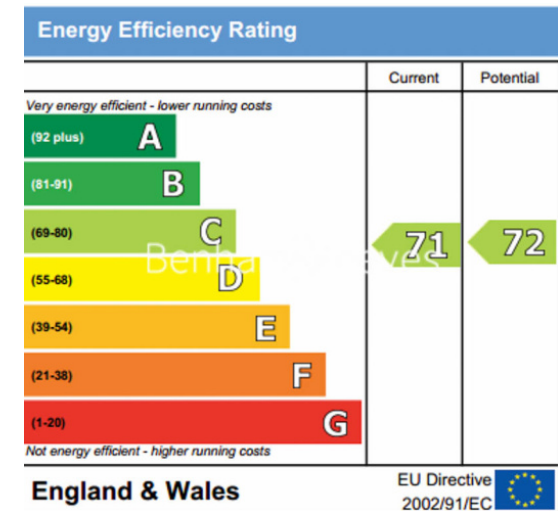 Energy Efficiency Rating
Current Potential
Very energy efficient - lower running costs
(92 plus) A
(81-91) B
(69-80) C 71 72
Benham & Reaves
(55-68) D
(39-54) E
(21-38) F
(1-20) G
Not energy efficient - higher running costs
England & Wales
EU Directive
2002/91/EC